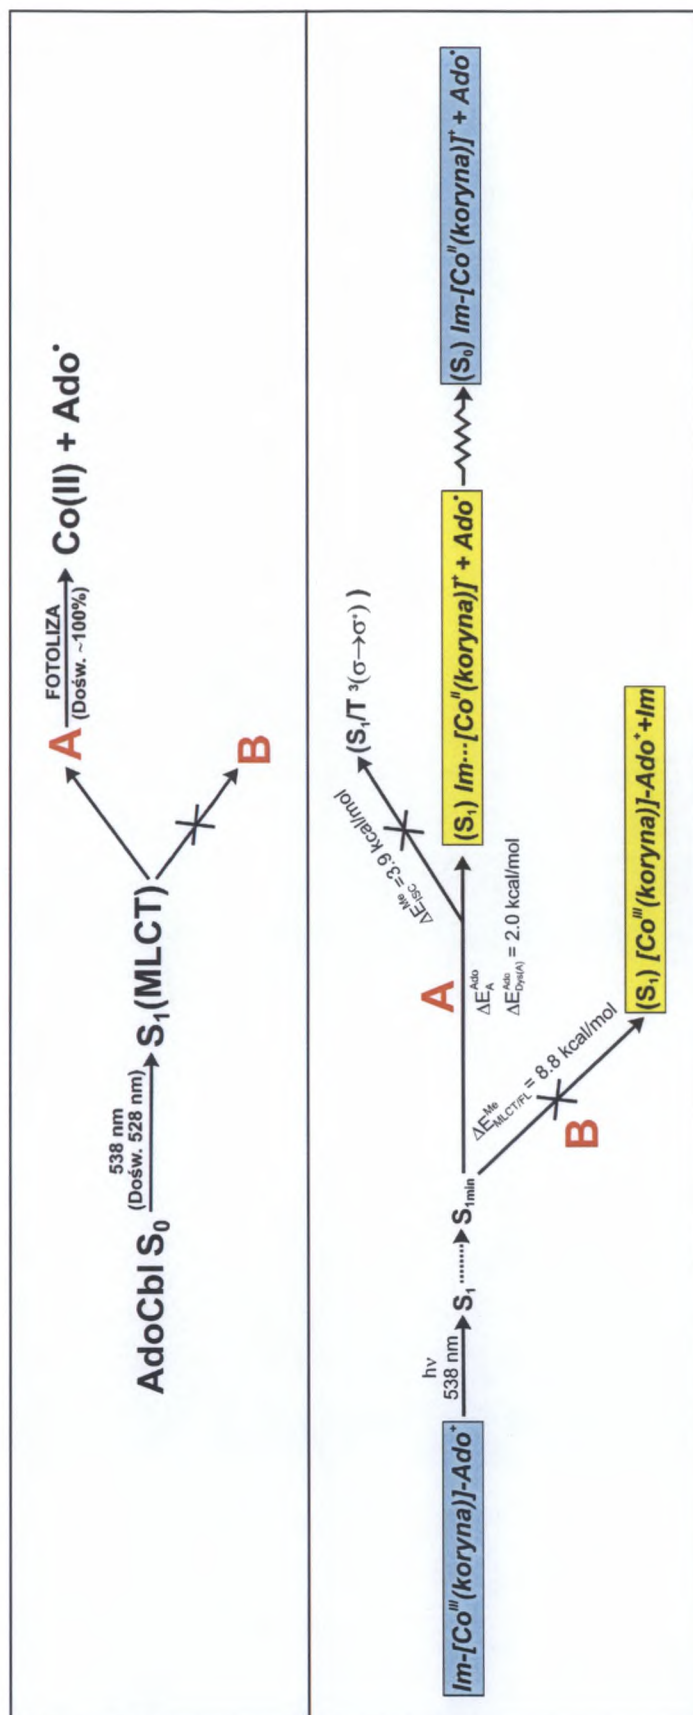 AdoCbl S₀
538 nm
(Dośw. 528 nm)
S₁(MLCT)
A
FOTOLIZA
(Dośw. ~100%)
Co(II) + Ado•
B
Im-[Coᴵᴵᴵ(koryna)]-Ado⁺
hν
538 nm
S₁
S₁min
A
ΔE_A^Ado
ΔE_Dys(A)^Ado = 2.0 kcal/mol
ΔE_ISC^Me =3.9 kcal/mol
(S₁/T ³(σ→σ*) )
(S₁) Im···[Coᴵᴵ(koryna)]⁺ + Ado•
(S₀) Im-[Coᴵᴵ(koryna)]⁺ + Ado•
ΔE_MLCT/FL^Me = 8.8 kcal/mol
B
(S₁) [Coᴵᴵᴵ(koryna)]-Ado⁺+Im